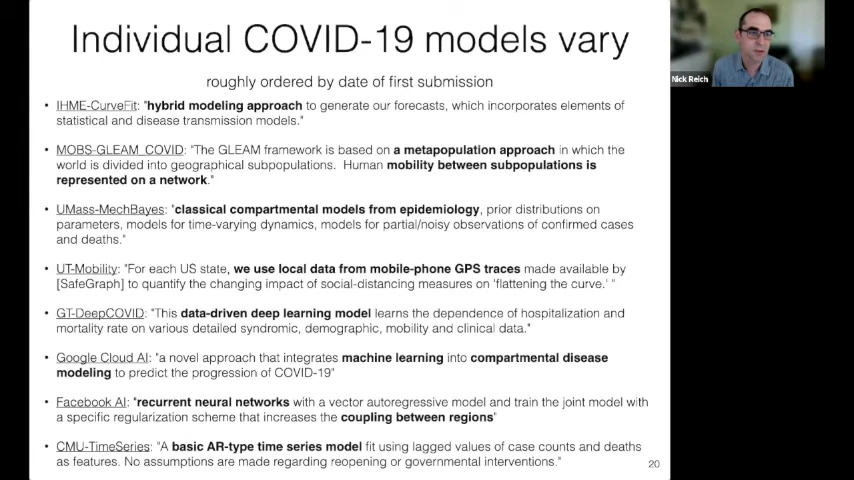 Individual COVID-19 models vary
roughly ordered by date of first submission
Nick Reich
• IHME-CurveFit: "hybrid modeling approach to generate our forecasts, which incorporates elements of
statistical and disease transmission models."
• MOBS-GLEAM_COVID: "The GLEAM framework is based on a metapopulation approach in which the
world is divided into geographical subpopulations. Human mobility between subpopulations is
represented on a network."
• UMass-MechBayes: "classical compartmental models from epidemiology, prior distributions on
parameters, models for time-varying dynamics, models for partial/noisy observations of confirmed cases
and deaths."
• UT-Mobility: "For each US state, we use local data from mobile-phone GPS traces made available by
[SafeGraph] to quantify the changing impact of social-distancing measures on 'flattening the curve.' "
• GT-DeepCOVID: "This data-driven deep learning model learns the dependence of hospitalization and
mortality rate on various detailed syndromic, demographic, mobility and clinical data."
• Google Cloud AI: "a novel approach that integrates machine learning into compartmental disease
modeling to predict the progression of COVID-19"
• Facebook AI: "recurrent neural networks with a vector autoregressive model and train the joint model with
a specific regularization scheme that increases the coupling between regions"
• CMU-TimeSeries: "A basic AR-type time series model fit using lagged values of case counts and deaths
as features. No assumptions are made regarding reopening or governmental interventions."
20